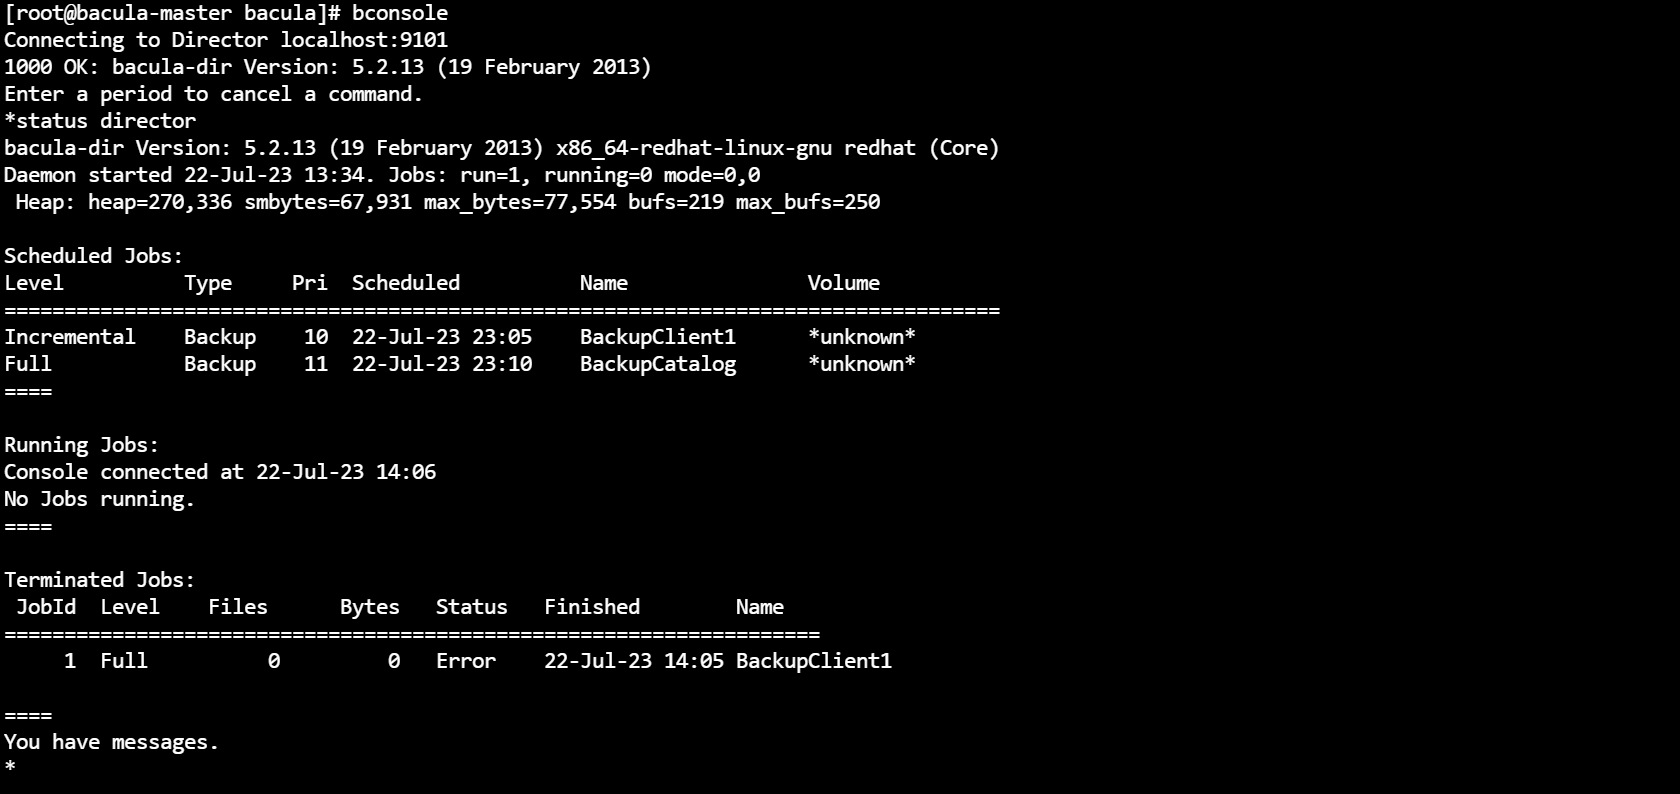 [root@bacula-master bacula]# bconsole
Connecting to Director localhost:9101
1000 OK: bacula-dir Version: 5.2.13 (19 February 2013)
Enter a period to cancel a command.
*status director
bacula-dir Version: 5.2.13 (19 February 2013) x86_64-redhat-linux-gnu redhat (Core)
Daemon started 22-Jul-23 13:34. Jobs: run=1, running=0 mode=0,0
 Heap: heap=270,336 smbytes=67,931 max_bytes=77,554 bufs=219 max_bufs=250

Scheduled Jobs:
Level          Type     Pri  Scheduled          Name               Volume
===================================================================================
Incremental    Backup    10  22-Jul-23 23:05    BackupClient1      *unknown*
Full           Backup    11  22-Jul-23 23:10    BackupCatalog      *unknown*
====

Running Jobs:
Console connected at 22-Jul-23 14:06
No Jobs running.
====

Terminated Jobs:
 JobId  Level    Files      Bytes   Status   Finished        Name
====================================================================
     1  Full          0         0   Error    22-Jul-23 14:05 BackupClient1

====
You have messages.
*